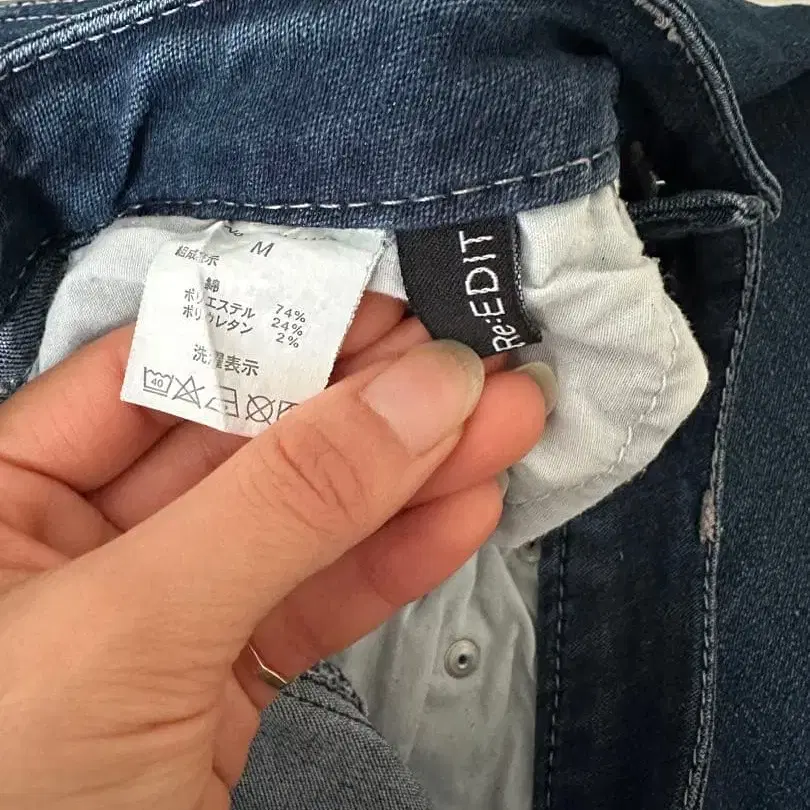 M
組成表示
綿 74%
ポリエステル 24%
ポリウレタン 2%
洗濯表示
40
Re:EDIT